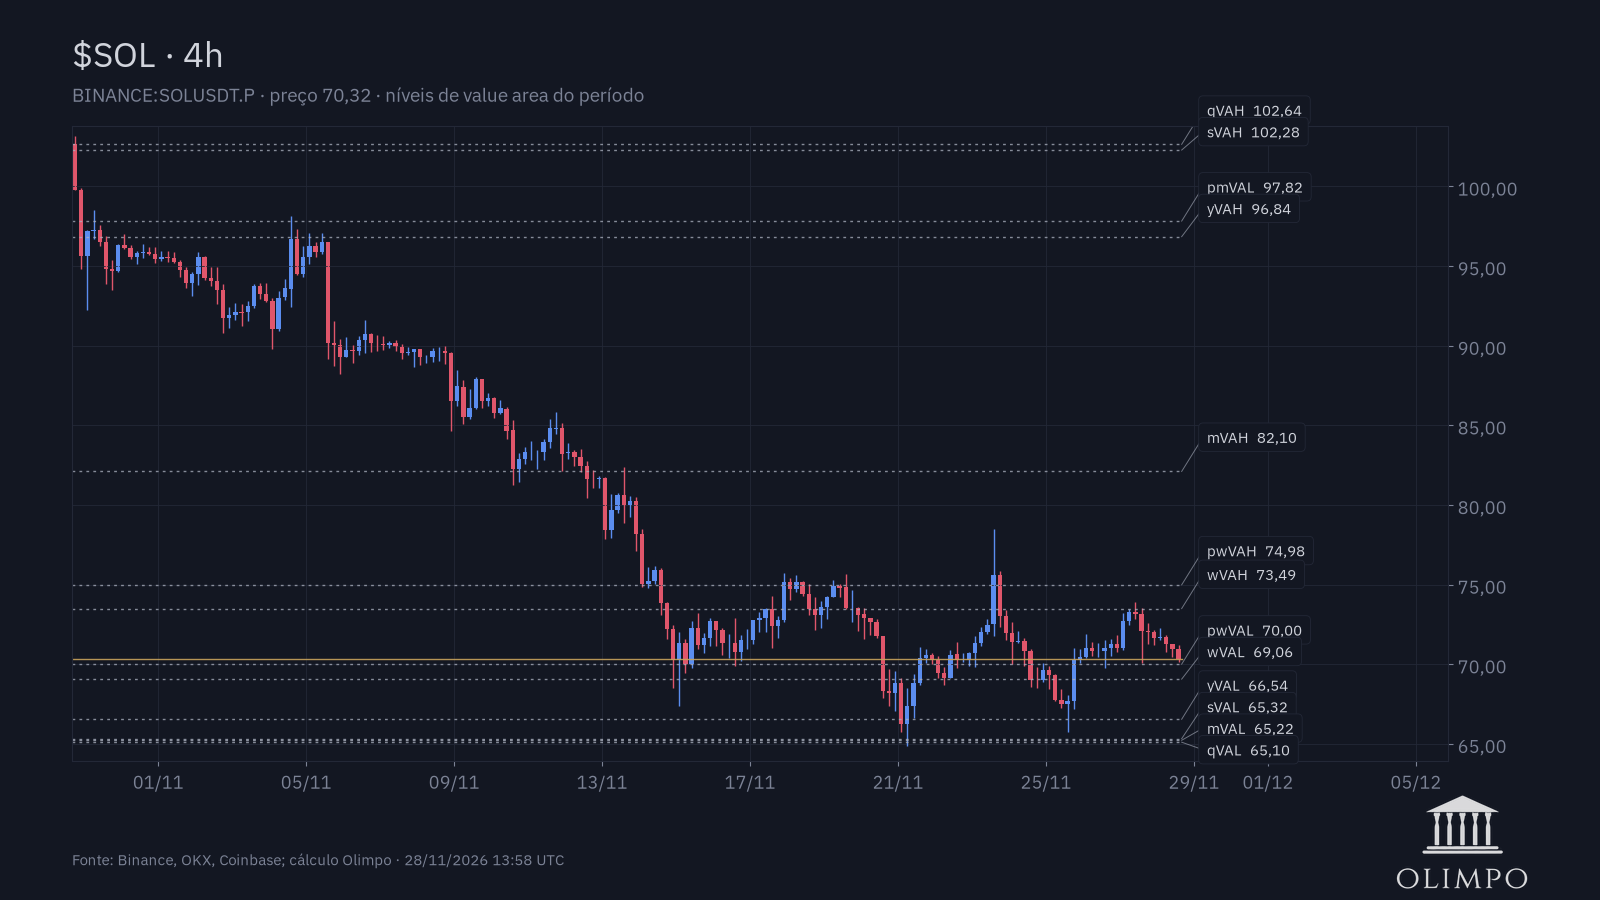 $SOL · 4h
BINANCE:SOLUSDT.P · preço 70,32 · níveis de value area do período
qVAH 102,64
sVAH 102,28
pmVAL 97,82
yVAH 96,84
mVAH 82,10
pwVAH 74,98
wVAH 73,49
pwVAL 70,00
wVAL 69,06
yVAL 66,54
sVAL 65,32
mVAL 65,22
qVAL 65,10
100,00
95,00
90,00
85,00
80,00
75,00
70,00
65,00
01/11 05/11 09/11 13/11 17/11 21/11 25/11 29/11 01/12 05/12
Fonte: Binance, OKX, Coinbase; cálculo Olimpo · 28/11/2026 13:58 UTC
OLIMPO